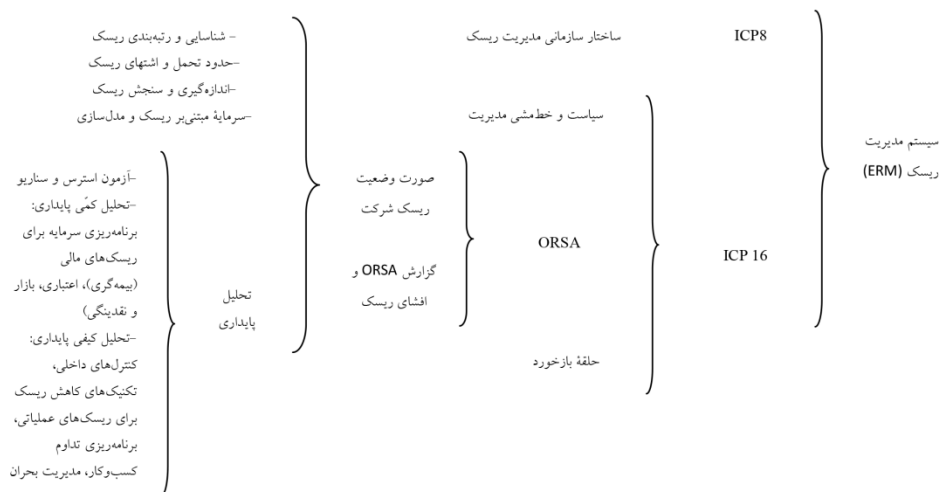 سیستم مدیریت
ریسک (ERM)
ICP8
ساختار سازمانی مدیریت ریسک
ICP 16
سیاست و خط‌مشی مدیریت
ORSA
حلقهٔ بازخورد
صورت وضعیت
ریسک شرکت
گزارش ORSA و
افشای ریسک
- شناسایی و رتبه‌بندی ریسک
-حدود تحمل و اشتهای ریسک
-اندازه‌گیری و سنجش ریسک
-سرمایهٔ مبتنی‌بر ریسک و مدل‌سازی
تحلیل
پایداری
-آزمون استرس و سناریو
-تحلیل کمّی پایداری:
برنامه‌ریزی سرمایه برای
ریسک‌های مالی
(بیمه‌گری)، اعتباری، بازار
و نقدینگی)
-تحلیل کیفی پایداری:
کنترل‌های داخلی،
تکنیک‌های کاهش ریسک
برای ریسک‌های عملیاتی،
برنامه‌ریزی تداوم
کسب‌وکار، مدیریت بحران